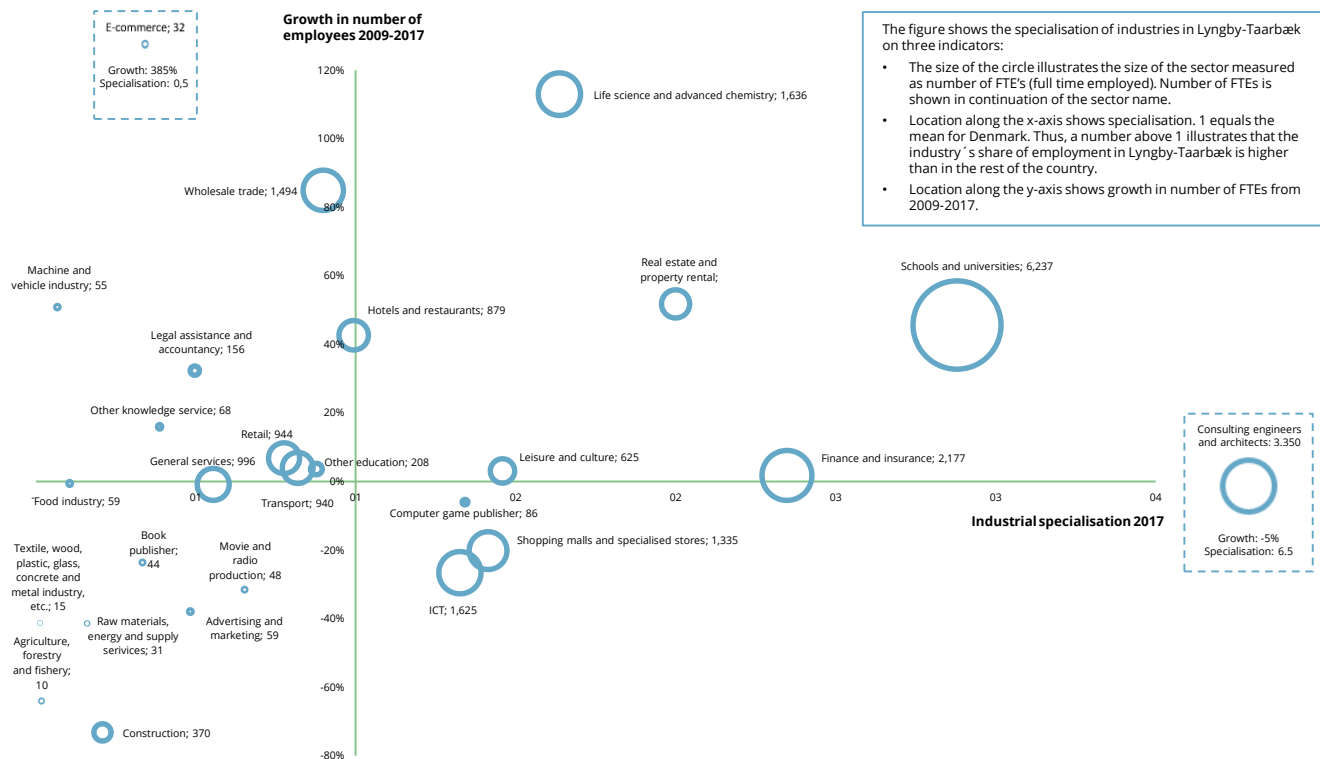 E-commerce; 32
Growth: 385%
Specialisation: 0,5
Growth in number of
employees 2009-2017
The figure shows the specialisation of industries in Lyngby-Taarbæk
on three indicators:
• The size of the circle illustrates the size of the sector measured
as number of FTE's (full time employed). Number of FTEs is
shown in continuation of the sector name.
• Location along the x-axis shows specialisation. 1 equals the
mean for Denmark. Thus, a number above 1 illustrates that the
industry´s share of employment in Lyngby-Taarbæk is higher
than in the rest of the country.
• Location along the y-axis shows growth in number of FTEs from
2009-2017.
120%
Life science and advanced chemistry; 1,636
100%
Wholesale trade; 1,494
80%
Machine and
vehicle industry; 55
60%
Real estate and
property rental;
Schools and universities; 6,237
Hotels and restaurants; 879
Legal assistance and
accountancy; 156
40%
Other knowledge service; 68
20%
Retail; 944
General services; 996
Other education; 208
Leisure and culture; 625
Finance and insurance; 2,177
Consulting engineers
and architects: 3.350
Growth: -5%
Specialisation: 6.5
0%
Food industry; 59
01
Transport; 940
01
02
02
03
03
04
Computer game publisher; 86
Industrial specialisation 2017
Book
publisher;
44
Movie and
radio
production; 48
Shopping malls and specialised stores; 1,335
-20%
Textile, wood,
plastic, glass,
concrete and
metal industry,
etc.; 15
ICT; 1,625
Raw materials,
energy and supply
serivices; 31
Advertising and
marketing; 59
-40%
Agriculture,
forestry
and fishery;
10
-60%
Construction; 370
-80%